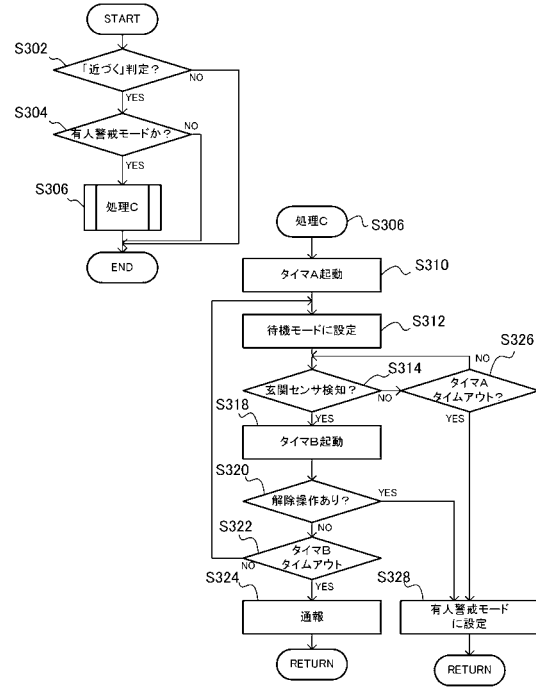 START
S302
「近づく」判定？
NO
YES
S304
有人警戒モードか？
NO
YES
S306
処理C
END
処理C
S306
タイマA起動
S310
待機モードに設定
S312
玄関センサ検知？
S314
NO
YES
NO
S326
タイマA
タイムアウト？
YES
S318
タイマB起動
S320
解除操作あり？
YES
NO
S322
タイマB
タイムアウト
NO
YES
S324
通報
RETURN
S328
有人警戒モード
に設定
RETURN